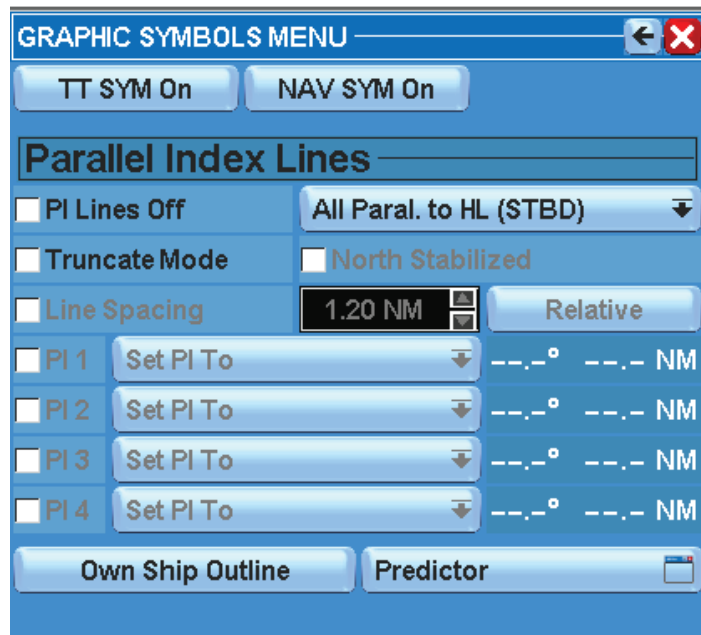 GRAPHIC SYMBOLS MENU
TT SYM On NAV SYM On
Parallel Index Lines
PI Lines Off All Paral. to HL (STBD)
Truncate Mode North Stabilized
Line Spacing 1.20 NM Relative
PI 1 Set PI To --.-° --.- NM
PI 2 Set PI To --.-° --.- NM
PI 3 Set PI To --.-° --.- NM
PI 4 Set PI To --.-° --.- NM
Own Ship Outline Predictor